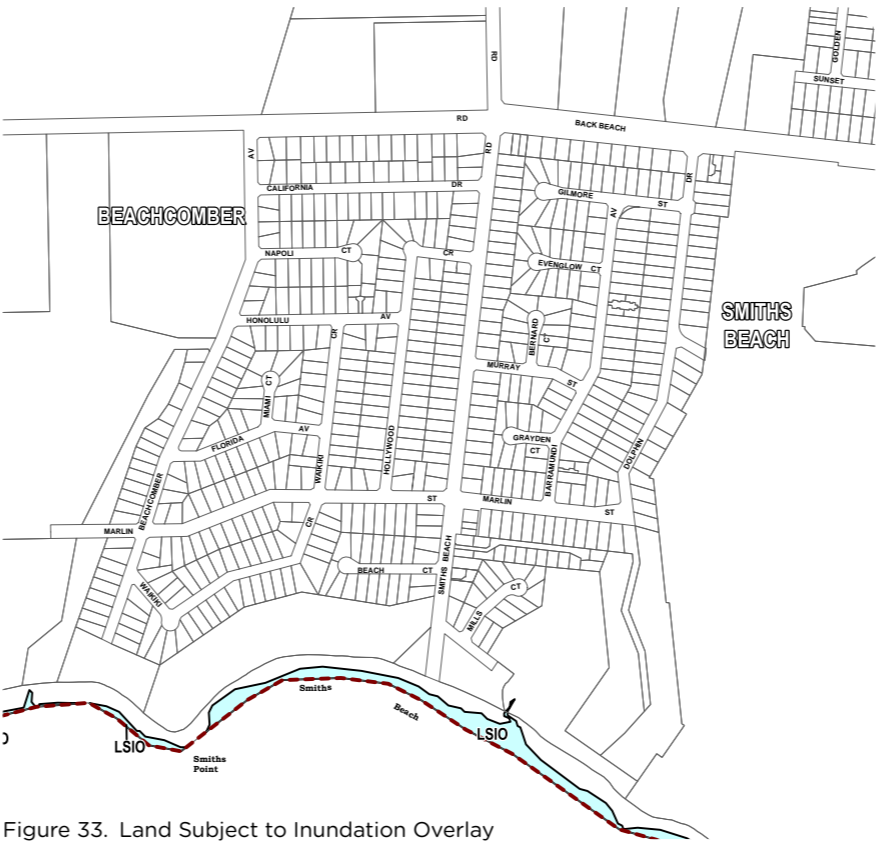 RD
GOLDEN
SUNSET
RD
BACK BEACH
AV
RD
CALIFORNIA
DR
DR
GILMORE
ST
BEACHCOMBER
AV
NAPOLI
CT
CR
EVENGLOW
CT
SMITHS
BEACH
HONOLULU
AV
CR
BERNARD
CT
MURRAY
ST
CT
MIAMI
FLORIDA
AV
GRAYDEN
CT
HOLLYWOOD
WAIKIKI
BARRAMUNDI
DOLPHIN
BEACHCOMBER
ST
MARLIN
ST
CR
MARLIN
SMITHS BEACH
BEACH
CT
WAIKIKI
CT
MILLS
Smiths
Beach
LSIO
LSIO
Smiths
Point
Figure 33. Land Subject to Inundation Overlay